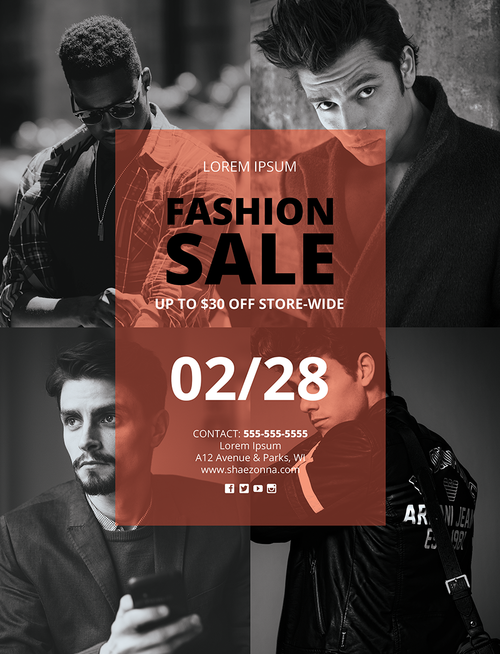 LOREM IPSUM
FASHION
SALE
UP TO $30 OFF STORE-WIDE
02/28
CONTACT: 555-555-5555
Lorem Ipsum
A12 Avenue & Parks, WI
www.shaezonna.com